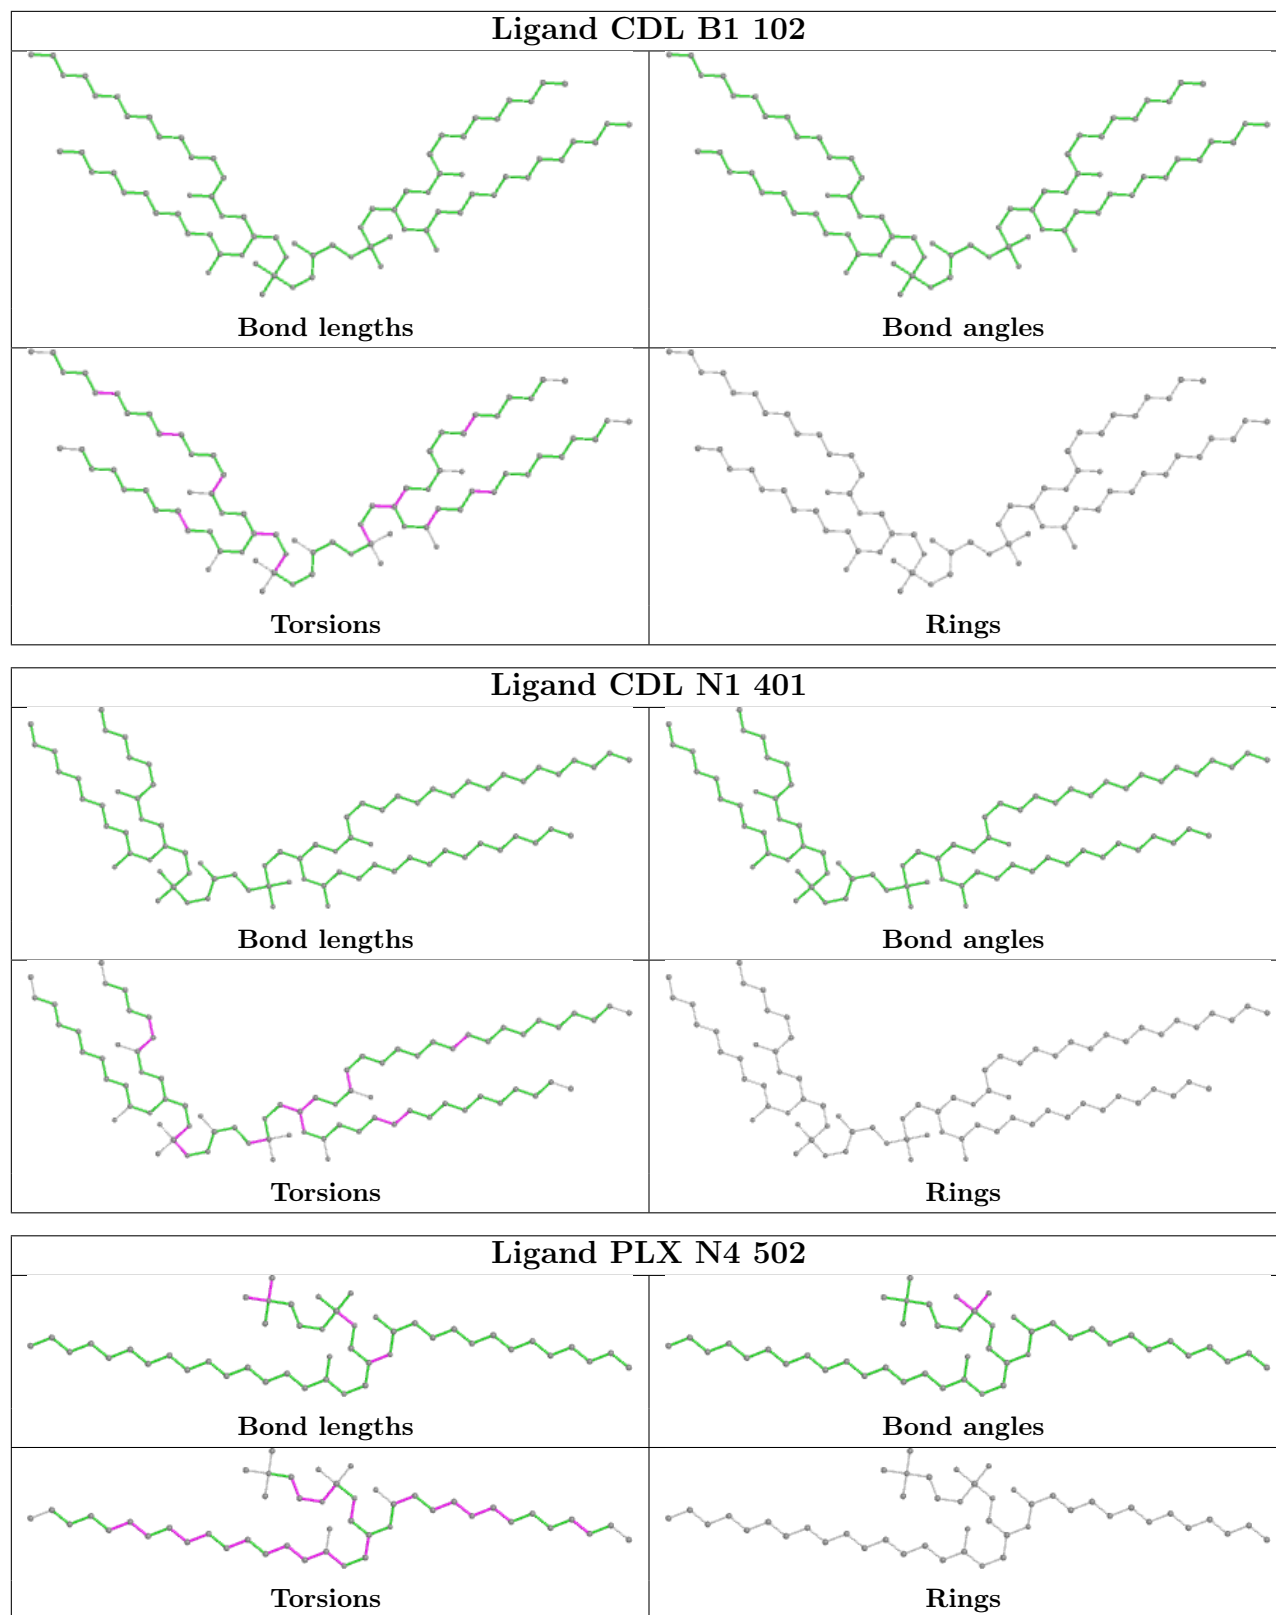 Ligand CDL B1 102
Bond lengths
Bond angles
Torsions
Rings
Ligand CDL N1 401
Bond lengths
Bond angles
Torsions
Rings
Ligand PLX N4 502
Bond lengths
Bond angles
Torsions
Rings